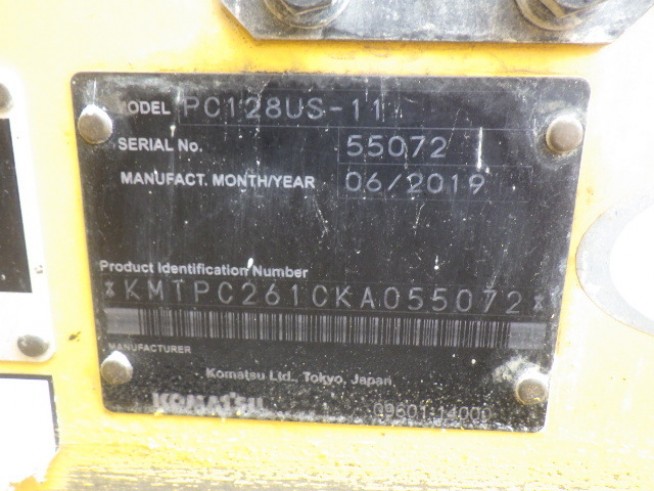 MODEL PC128US-11
SERIAL No. 55072
MANUFACT. MONTH/YEAR 06/2019
Product Identification Number
*KMTPC261CKA055072*
MANUFACTURER
Komatsu Ltd., Tokyo, Japan
KOMATSU 09601-14000